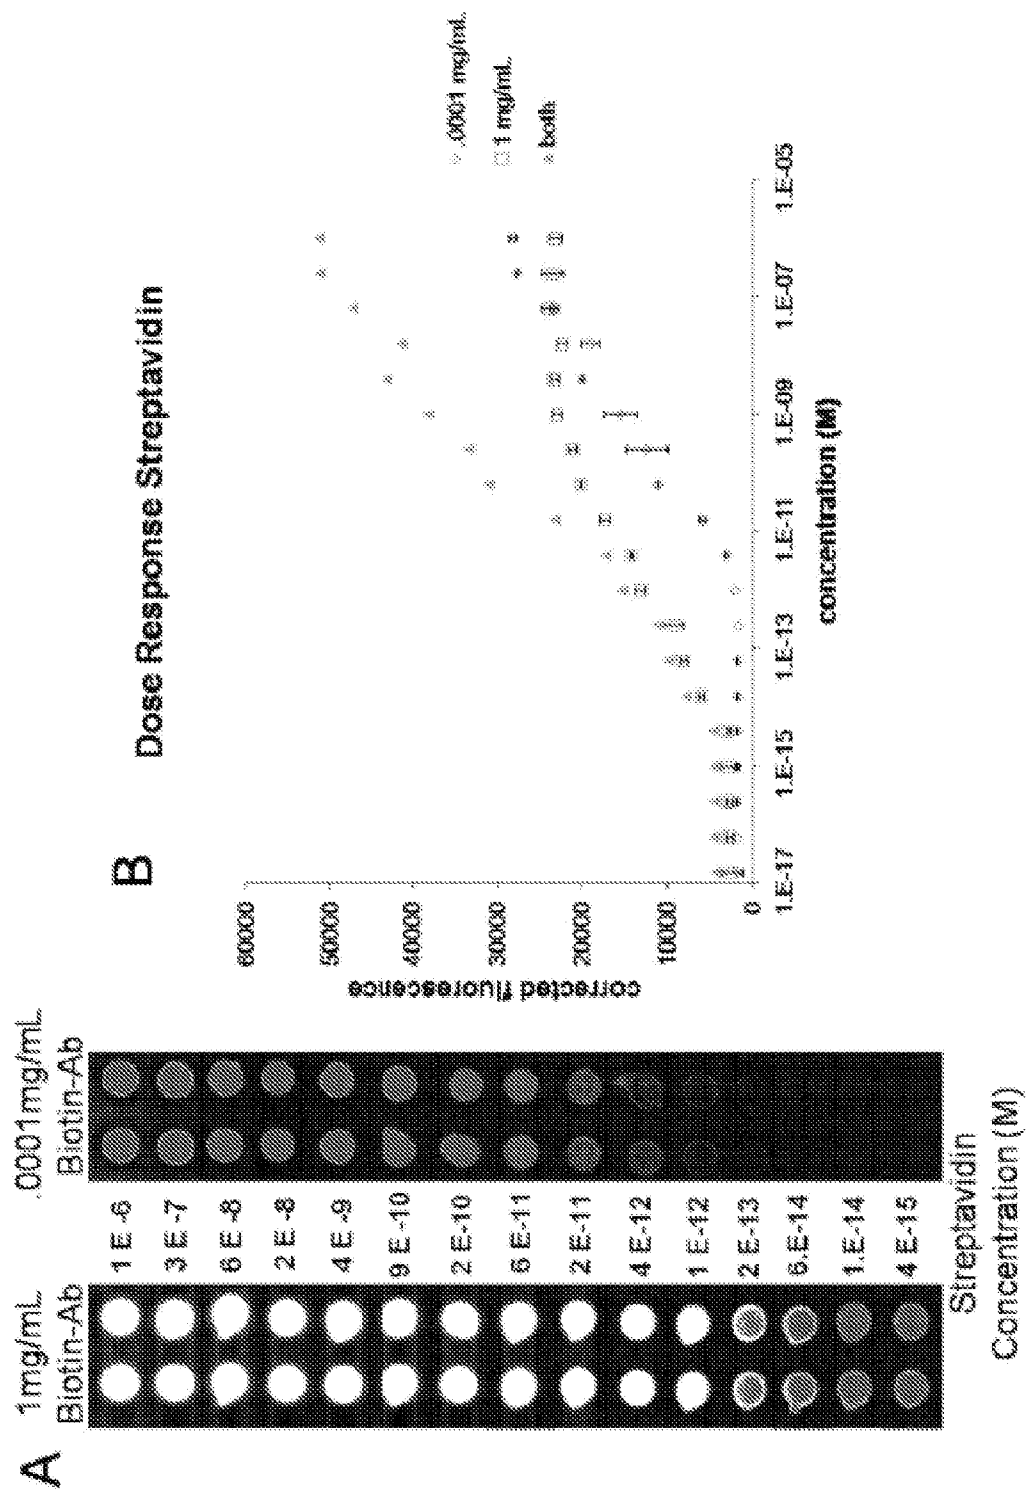 A
1mg/mL
Biotin-Ab
.0001mg/mL
Biotin-Ab
1 E -6
3 E -7
6 E -8
2 E -8
4 E -9
9 E -10
2 E -10
6 E -11
2 E -11
4 E -12
1 E -12
2 E -13
6.E -14
1.E -14
4 E -15
Streptavidin
Concentration (M)
B
Dose Response Streptavidin
corrected fluorescence
60000
50000
40000
30000
20000
10000
0
1.E-17
1.E-15
1.E-13
1.E-11
1.E-09
1.E-07
1.E-05
concentration (M)
.0001 mg/mL
1 mg/mL
both